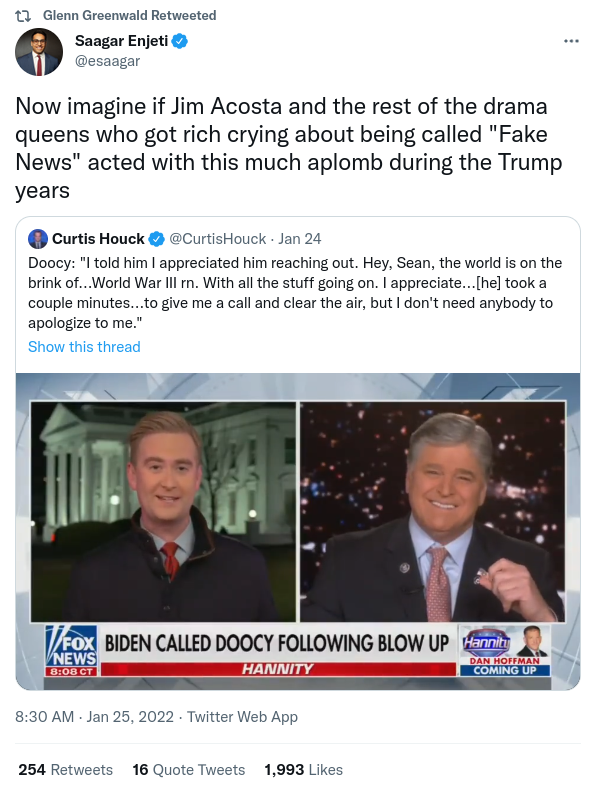 Glenn Greenwald Retweeted
Saagar Enjeti
@esaagar
Now imagine if Jim Acosta and the rest of the drama
queens who got rich crying about being called "Fake
News" acted with this much aplomb during the Trump
years
Curtis Houck @CurtisHouck · Jan 24
Doocy: "I told him I appreciated him reaching out. Hey, Sean, the world is on the
brink of...World War III rn. With all the stuff going on. I appreciate...[he] took a
couple minutes...to give me a call and clear the air, but I don't need anybody to
apologize to me."
Show this thread
FOX
NEWS
8:08 CT
BIDEN CALLED DOOCY FOLLOWING BLOW UP
HANNITY
Hannity
DAN HOFFMAN
COMING UP
8:30 AM · Jan 25, 2022 · Twitter Web App
254 Retweets 16 Quote Tweets 1,993 Likes